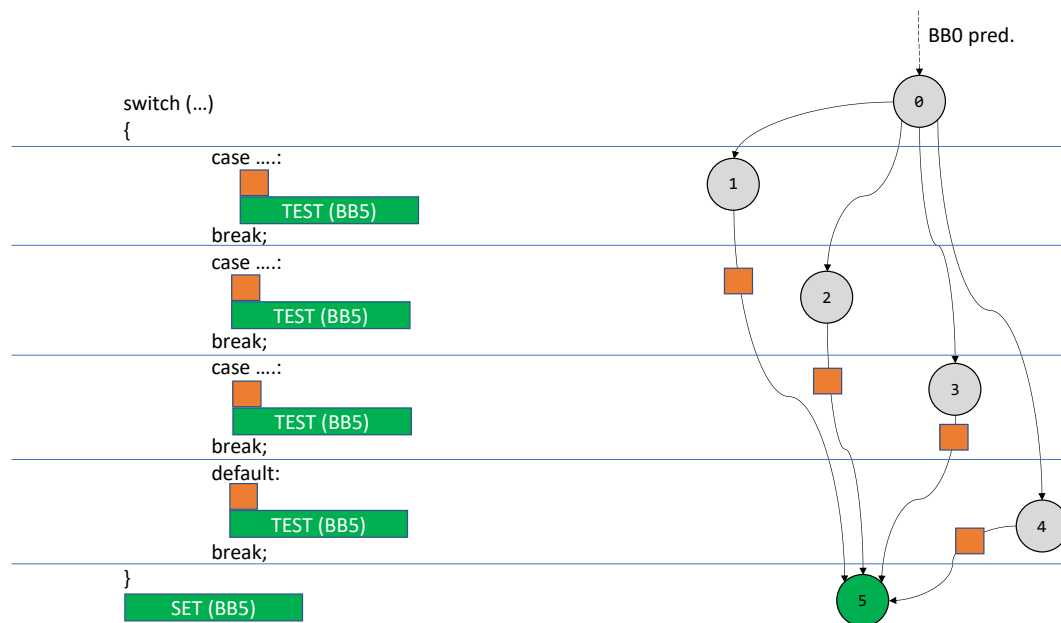 BB0 pred.
0
switch (…)
{
case ….:
TEST (BB5)
break;
case ….:
TEST (BB5)
break;
case ….:
TEST (BB5)
break;
default:
TEST (BB5)
break;
}
SET (BB5)
1
2
3
4
5